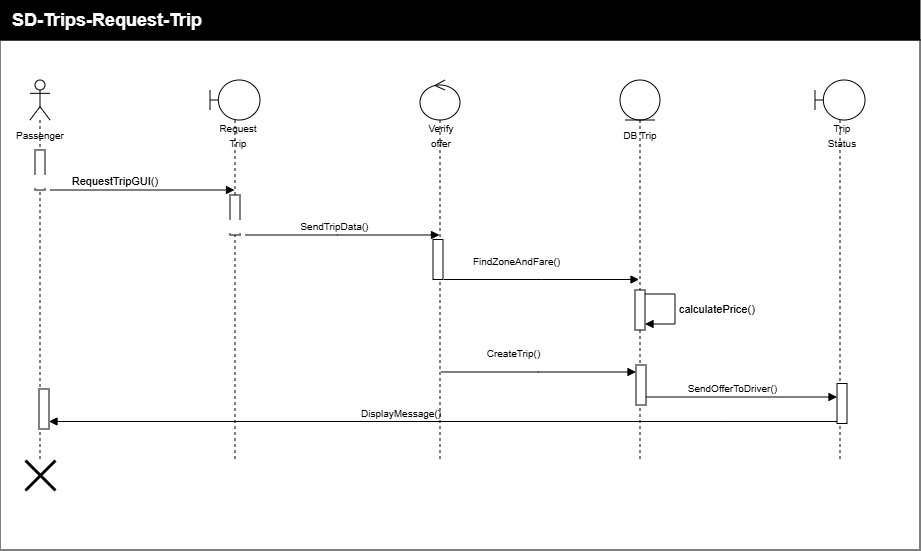 SD-Trips-Request-Trip
Passenger
Request
Trip
Verify
offer
DB Trip
Trip
Status
RequestTripGUI()
SendTripData()
FindZoneAndFare()
calculatePrice()
CreateTrip()
SendOfferToDriver()
DisplayMessage()